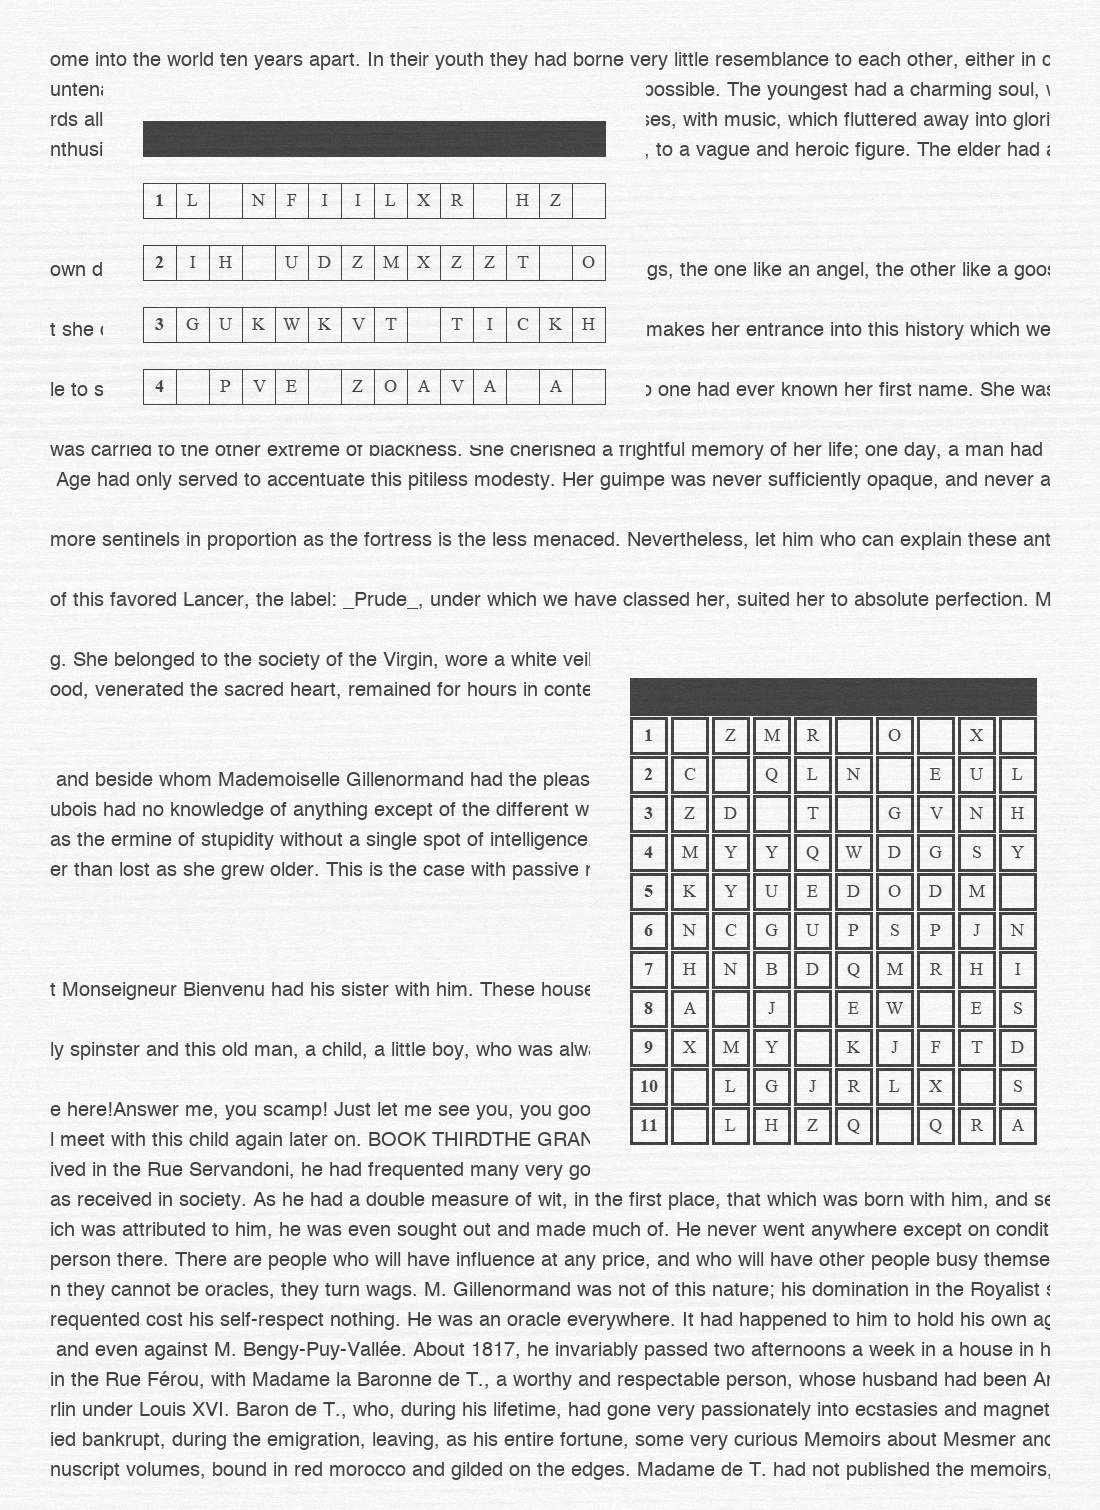 ome into the world ten years apart. In their youth they had borne very little resemblance to each other, either in
possible. The youngest had a charming soul,
rds all
with music, which fluttered away into
to a vague and heroic figure. The elder had
1 L N F I I L X R H Z
2 I H U D Z M X Z Z T O
3 G U K W K V T T I C K H
4 P V E Z O A V A A
own
gs, the one like an angel, the other like a
t she
makes her entrance into this history which we
le to
one had ever known her first name. She was
was carried to the other extreme of blackness. She cherished a frightful memory of her life; one day, a man had
Age had only served to accentuate this pitiless modesty. Her guimpe was never sufficiently opaque, and never a
more sentinels in proportion as the fortress is the less menaced. Nevertheless, let him who can explain these ant
of this favored Lancer, the label: _Prude_, under which we have classed her, suited her to absolute perfection. M
g. She belonged to the society of the Virgin, wore a white veil
ood, venerated the sacred heart, remained for hours in conte
and beside whom Mademoiselle Gillenormand had the pleas
ubois had no knowledge of anything except of the different w
as the ermine of stupidity without a single spot of intelligence.
er than lost as she grew older. This is the case with passive
t Monseigneur Bienvenu had his sister with him. These house
ly spinster and this old man, a child, a little boy, who was
e here!Answer me, you scamp! Just let me see you, you goo
l meet with this child again later on. BOOK THIRDTHE GRAN
ived in the Rue Servandoni, he had frequented many very go
1 Z M R O X
2 C Q L N E U L
3 Z D T G V N H
4 M Y Y Q W D G S Y
5 K Y U E D O D M
6 N C G U P S P J N
7 H N B D Q M R H I
8 A J E W E S
9 X M Y K J F T D
10 L G J R L X S
11 L H Z Q Q R A
as received in society. As he had a double measure of wit, in the first place, that which was born with him, and se
ich was attributed to him, he was even sought out and made much of. He never went anywhere except on condit
person there. There are people who will have influence at any price, and who will have other people busy themse
n they cannot be oracles, they turn wags. M. Gillenormand was not of this nature; his domination in the Royalist
requented cost his self-respect nothing. He was an oracle everywhere. It had happened to him to hold his own
and even against M. Bengy-Puy-Vallée. About 1817, he invariably passed two afternoons a week in a house in h
in the Rue Férou, with Madame la Baronne de T., a worthy and respectable person, whose husband had been
rlin under Louis XVI. Baron de T., who, during his lifetime, had gone very passionately into ecstasies and magnet
ied bankrupt, during the emigration, leaving, as his entire fortune, some very curious Memoirs about Mesmer and
nuscript volumes, bound in red morocco and gilded on the edges. Madame de T. had not published the memoirs,